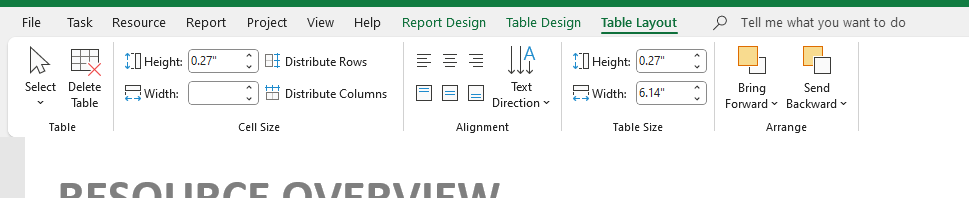 File Task Resource Report Project View Help Report Design Table Design Table Layout Tell me what you want to do
Select
Delete Table
Height: 0.27"
Width:
Distribute Rows
Distribute Columns
A
Text Direction
Height: 0.27"
Width: 6.14"
Bring Forward
Send Backward
Table
Cell Size
Alignment
Table Size
Arrange
RESOURCE OVERVIEW